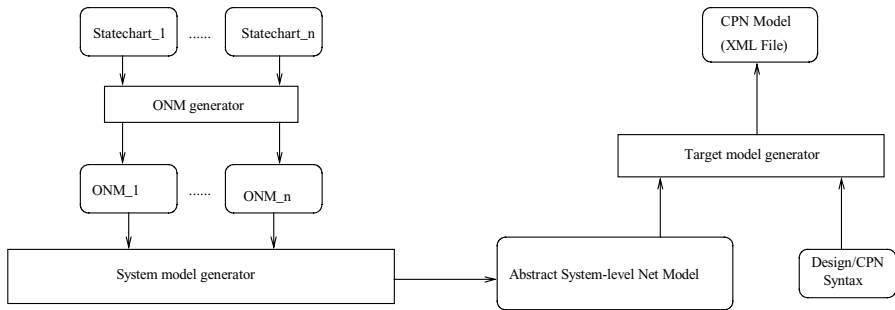 Statechart_1 ...... Statechart_n
ONM generator
ONM_1 ...... ONM_n
System model generator
Abstract System-level Net Model
CPN Model
(XML File)
Target model generator
Design/CPN
Syntax